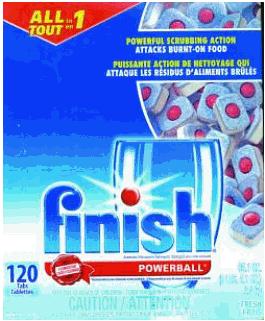 ALL in 1
TOUT en
POWERFUL SCRUBBING ACTION
ATTACKS BURNT-ON FOOD
PUISSANTE ACTION DE NETTOYAGE QUI
ATTAQUE LES RÉSIDUS D'ALIMENTS BRÛLÉS
finish
POWERBALL
120
Tabs
Tablettes
CAUTION / ATTENTION
FRESH